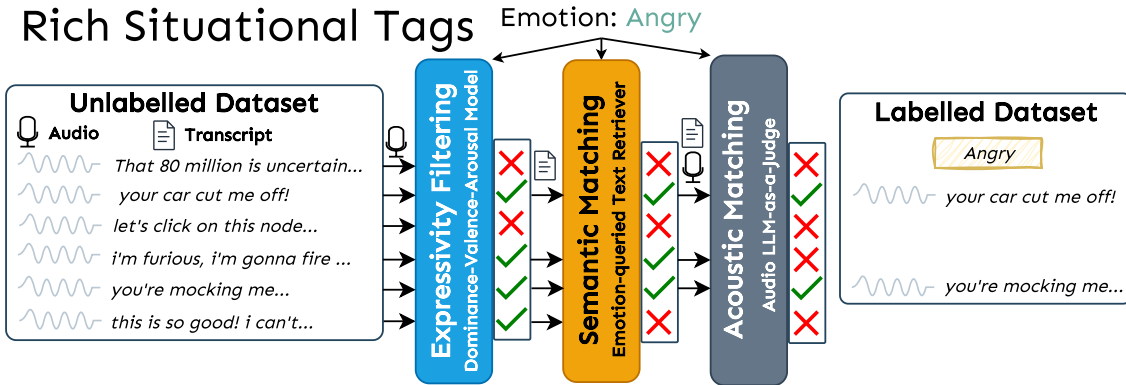 Rich Situational Tags
Emotion: Angry
Unlabelled Dataset
Audio
Transcript
That 80 million is uncertain...
your car cut me off!
let's click on this node...
i'm furious, i'm gonna fire ...
you're mocking me...
this is so good! i can't...
Expressivity Filtering
Dominance-Valence-Arousal Model
Semantic Matching
Emotion-queried Text Retriever
Acoustic Matching
Audio LLM-as-a-Judge
Labelled Dataset
Angry
your car cut me off!
you're mocking me...